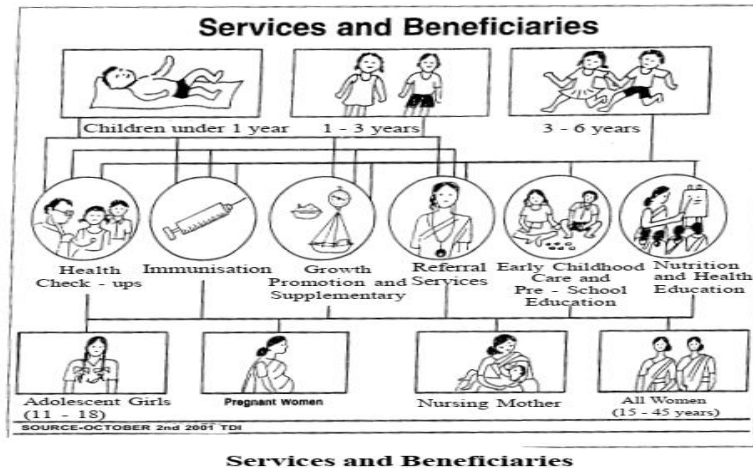 Services and Beneficiaries
Children under 1 year
1 - 3 years
3 - 6 years
Health
Check - ups
Immunisation
Growth
Promotion and
Supplementary
Referral
Services
Early Childhood
Care and
Pre - School
Education
Nutrition
and Health
Education
Adolescent Girls
(11 - 18)
Pregnant Women
Nursing Mother
All Women
(15 - 45 years)
SOURCE-OCTOBER 2nd 2001 TDI
Services and Beneficiaries